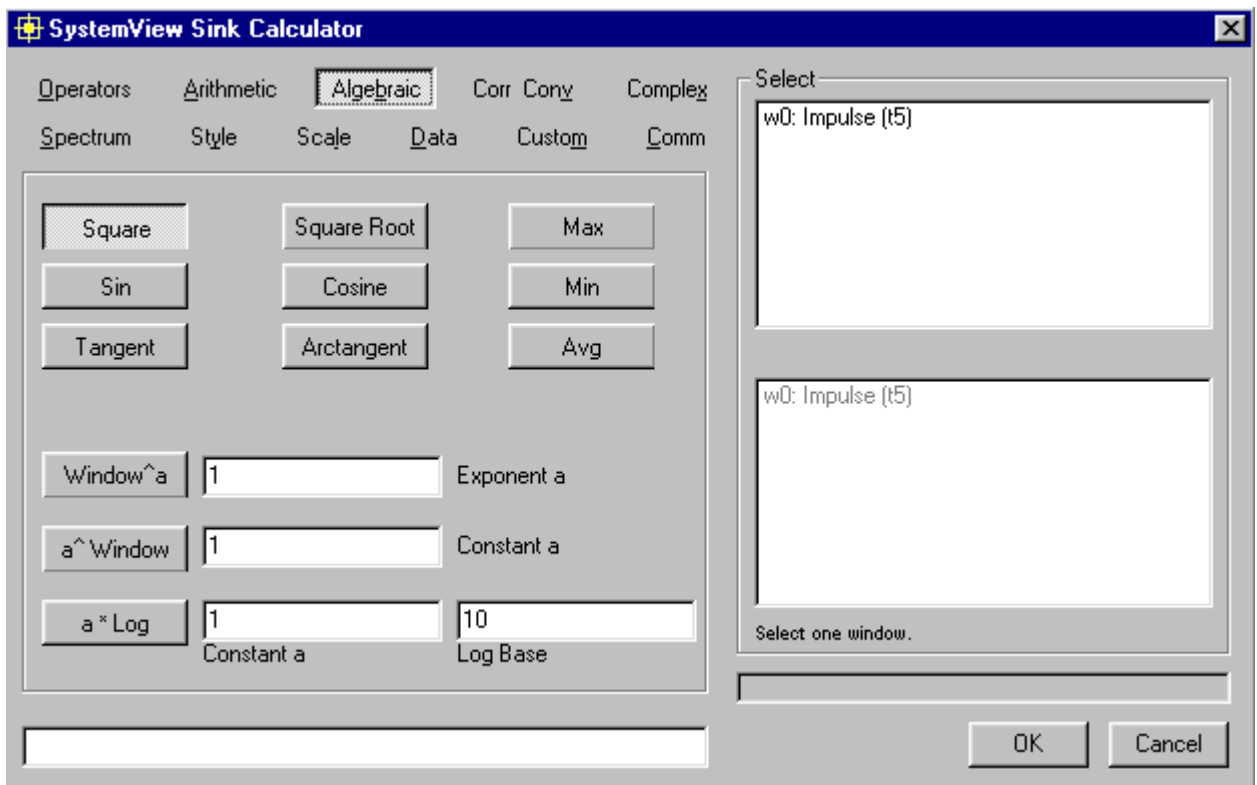 SystemView Sink Calculator
Operators Arithmetic Algebraic Corr Conv Complex
Spectrum Style Scale Data Custom Comm
Square Square Root Max
Sin Cosine Min
Tangent Arctangent Avg
Window^a 1 Exponent a
a^ Window 1 Constant a
a * Log 1 10
Constant a Log Base
Select
w0: Impulse (t5)
w0: Impulse (t5)
Select one window.
OK Cancel